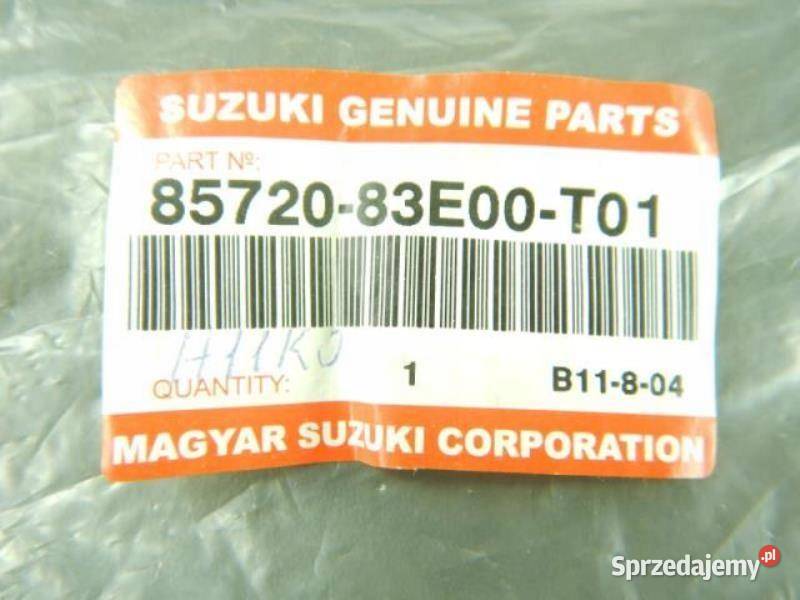 SUZUKI GENUINE PARTS
PART Nº:
85720-83E00-T01
QUANTITY: 1 B11-8-04
MAGYAR SUZUKI CORPORATION
Sprzedajemy.pl